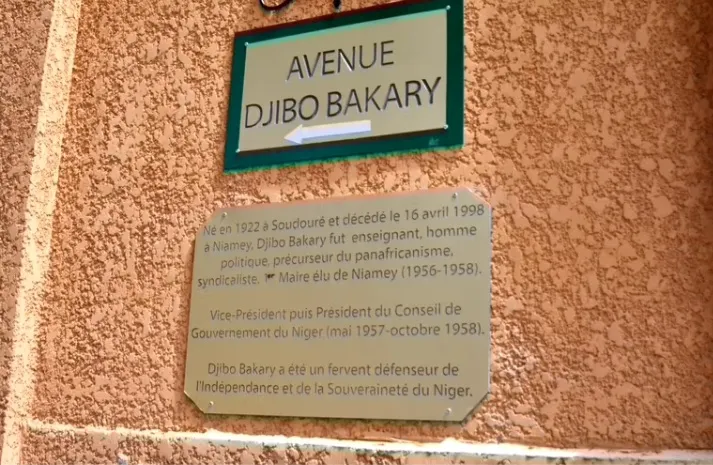 AVENUE
DJIBO BAKARY
Né en 1922 à Soudouré et décédé le 16 avril 1998
à Niamey, Djibo Bakary fut enseignant, homme
politique, précurseur du panafricanisme,
syndicaliste, 1er Maire élu de Niamey (1956-1958).
Vice-Président puis Président du Conseil de
Gouvernement du Niger (mai 1957-octobre 1958).
Djibo Bakary a été un fervent défenseur de
l'Indépendance et de la Souveraineté du Niger.